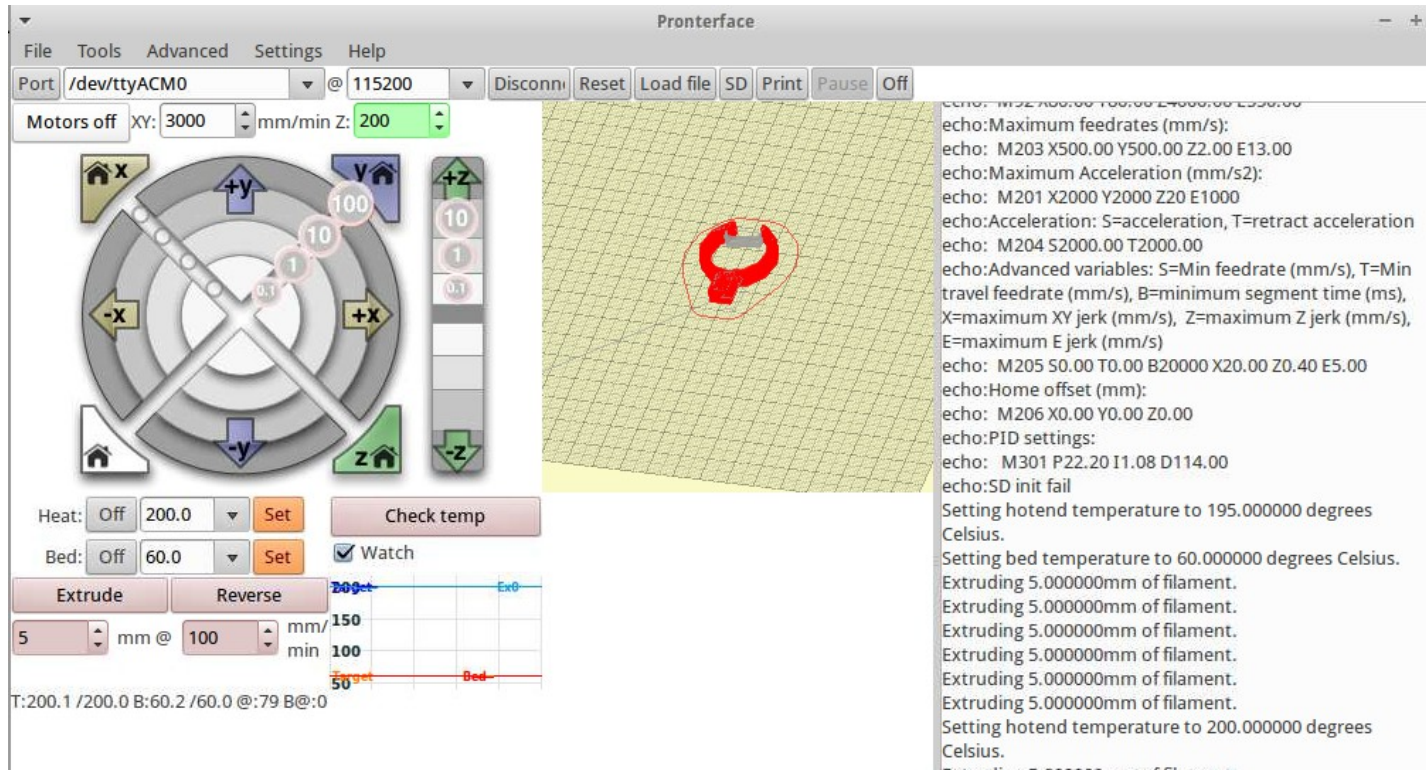 Pronterface
File Tools Advanced Settings Help
Port /dev/ttyACM0 @ 115200 Disconn Reset Load file SD Print Pause Off
Motors off XY: 3000 mm/min Z: 200
x y +y +z
100 10
10 1
1 0.1
0.1
-x +x
-y z -z
Heat: Off 200.0 Set Check temp
Bed: Off 60.0 Set Watch
Extrude Reverse
5 mm @ 100 mm/
min
Target Ex0
200
150
100
Target Bed
50
T:200.1 /200.0 B:60.2 /60.0 @:79 B@:0
echo:Maximum feedrates (mm/s):
echo: M203 X500.00 Y500.00 Z2.00 E13.00
echo:Maximum Acceleration (mm/s2):
echo: M201 X2000 Y2000 Z20 E1000
echo:Acceleration: S=acceleration, T=retract acceleration
echo: M204 S2000.00 T2000.00
echo:Advanced variables: S=Min feedrate (mm/s), T=Min
travel feedrate (mm/s), B=minimum segment time (ms),
X=maximum XY jerk (mm/s), Z=maximum Z jerk (mm/s),
E=maximum E jerk (mm/s)
echo: M205 S0.00 T0.00 B20000 X20.00 Z0.40 E5.00
echo:Home offset (mm):
echo: M206 X0.00 Y0.00 Z0.00
echo:PID settings:
echo: M301 P22.20 I1.08 D114.00
echo:SD init fail
Setting hotend temperature to 195.000000 degrees
Celsius.
Setting bed temperature to 60.000000 degrees Celsius.
Extruding 5.000000mm of filament.
Extruding 5.000000mm of filament.
Extruding 5.000000mm of filament.
Extruding 5.000000mm of filament.
Extruding 5.000000mm of filament.
Extruding 5.000000mm of filament.
Setting hotend temperature to 200.000000 degrees
Celsius.